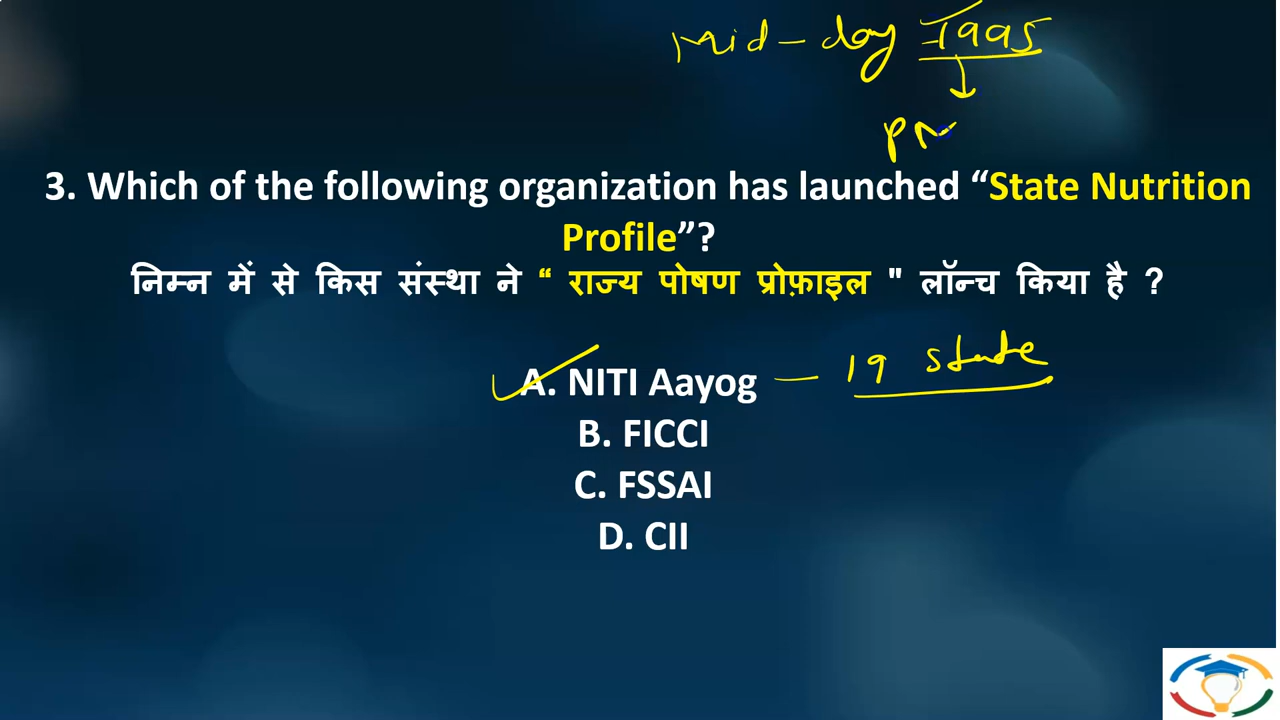 Mid-day 1995
PM
3. Which of the following organization has launched “State Nutrition
Profile”?
निम्न में से किस संस्था ने “ राज्य पोषण प्रोफ़ाइल " लॉन्च किया है ?
A. NITI Aayog — 19 state
B. FICCI
C. FSSAI
D. CII